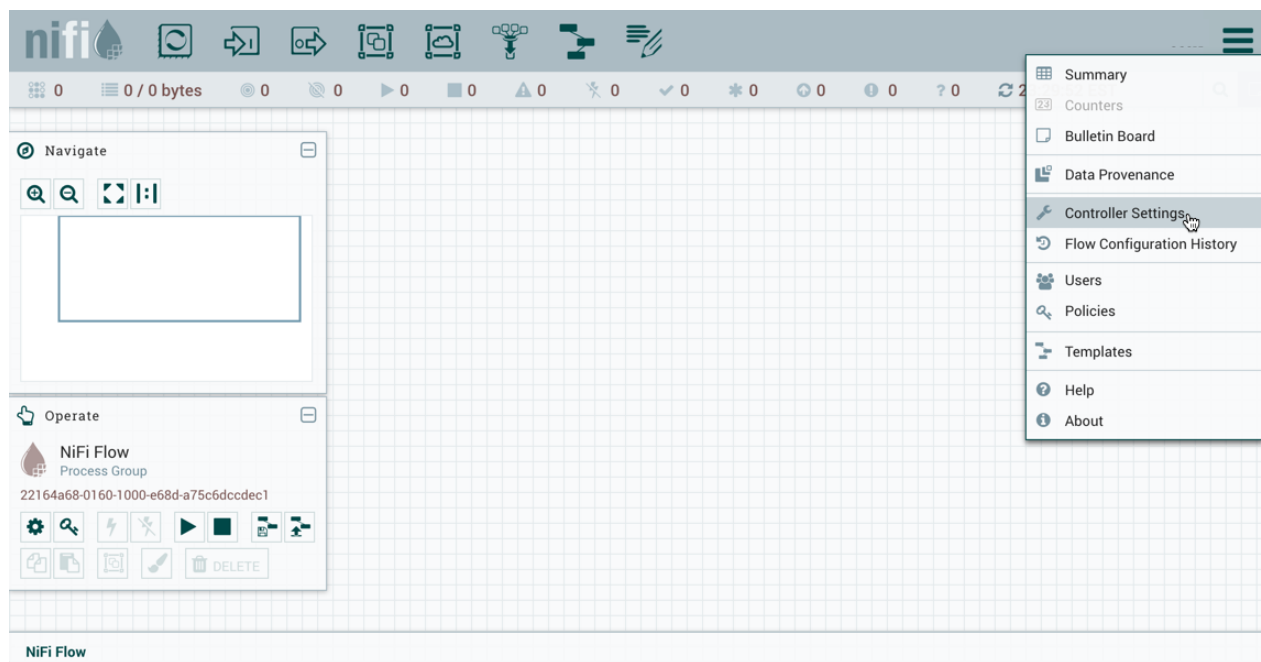 nifi
0
0 / 0 bytes
0
0
0
0
0
0
0
0
0
0
0
2
Summary
Counters
Bulletin Board
Data Provenance
Controller Settings
Flow Configuration History
Users
Policies
Templates
Help
About
Navigate
Operate
NiFi Flow
Process Group
22164a68-0160-1000-e68d-a75c6dccdec1
DELETE
NiFi Flow